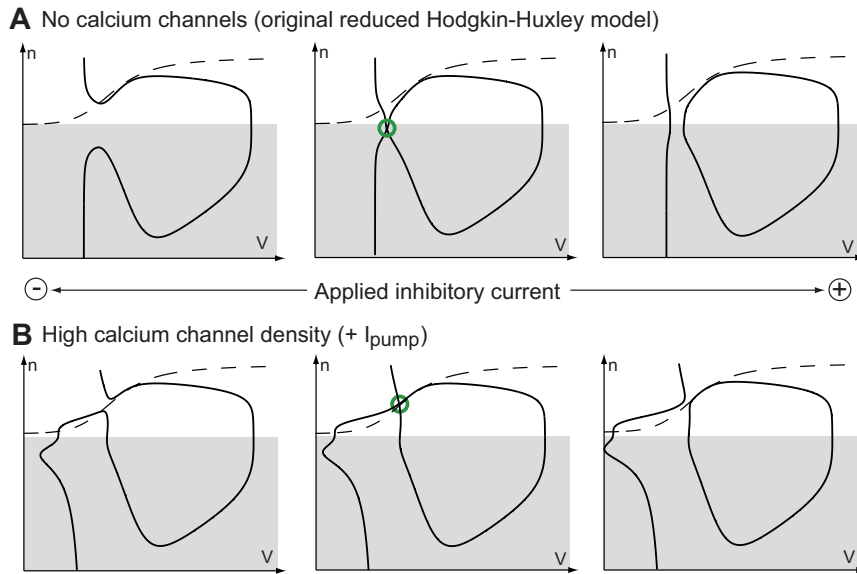 A No calcium channels (original reduced Hodgkin-Huxley model)
n n n
V V V
- Applied inhibitory current +
B High calcium channel density (+ Ipump)
n n n
V V V